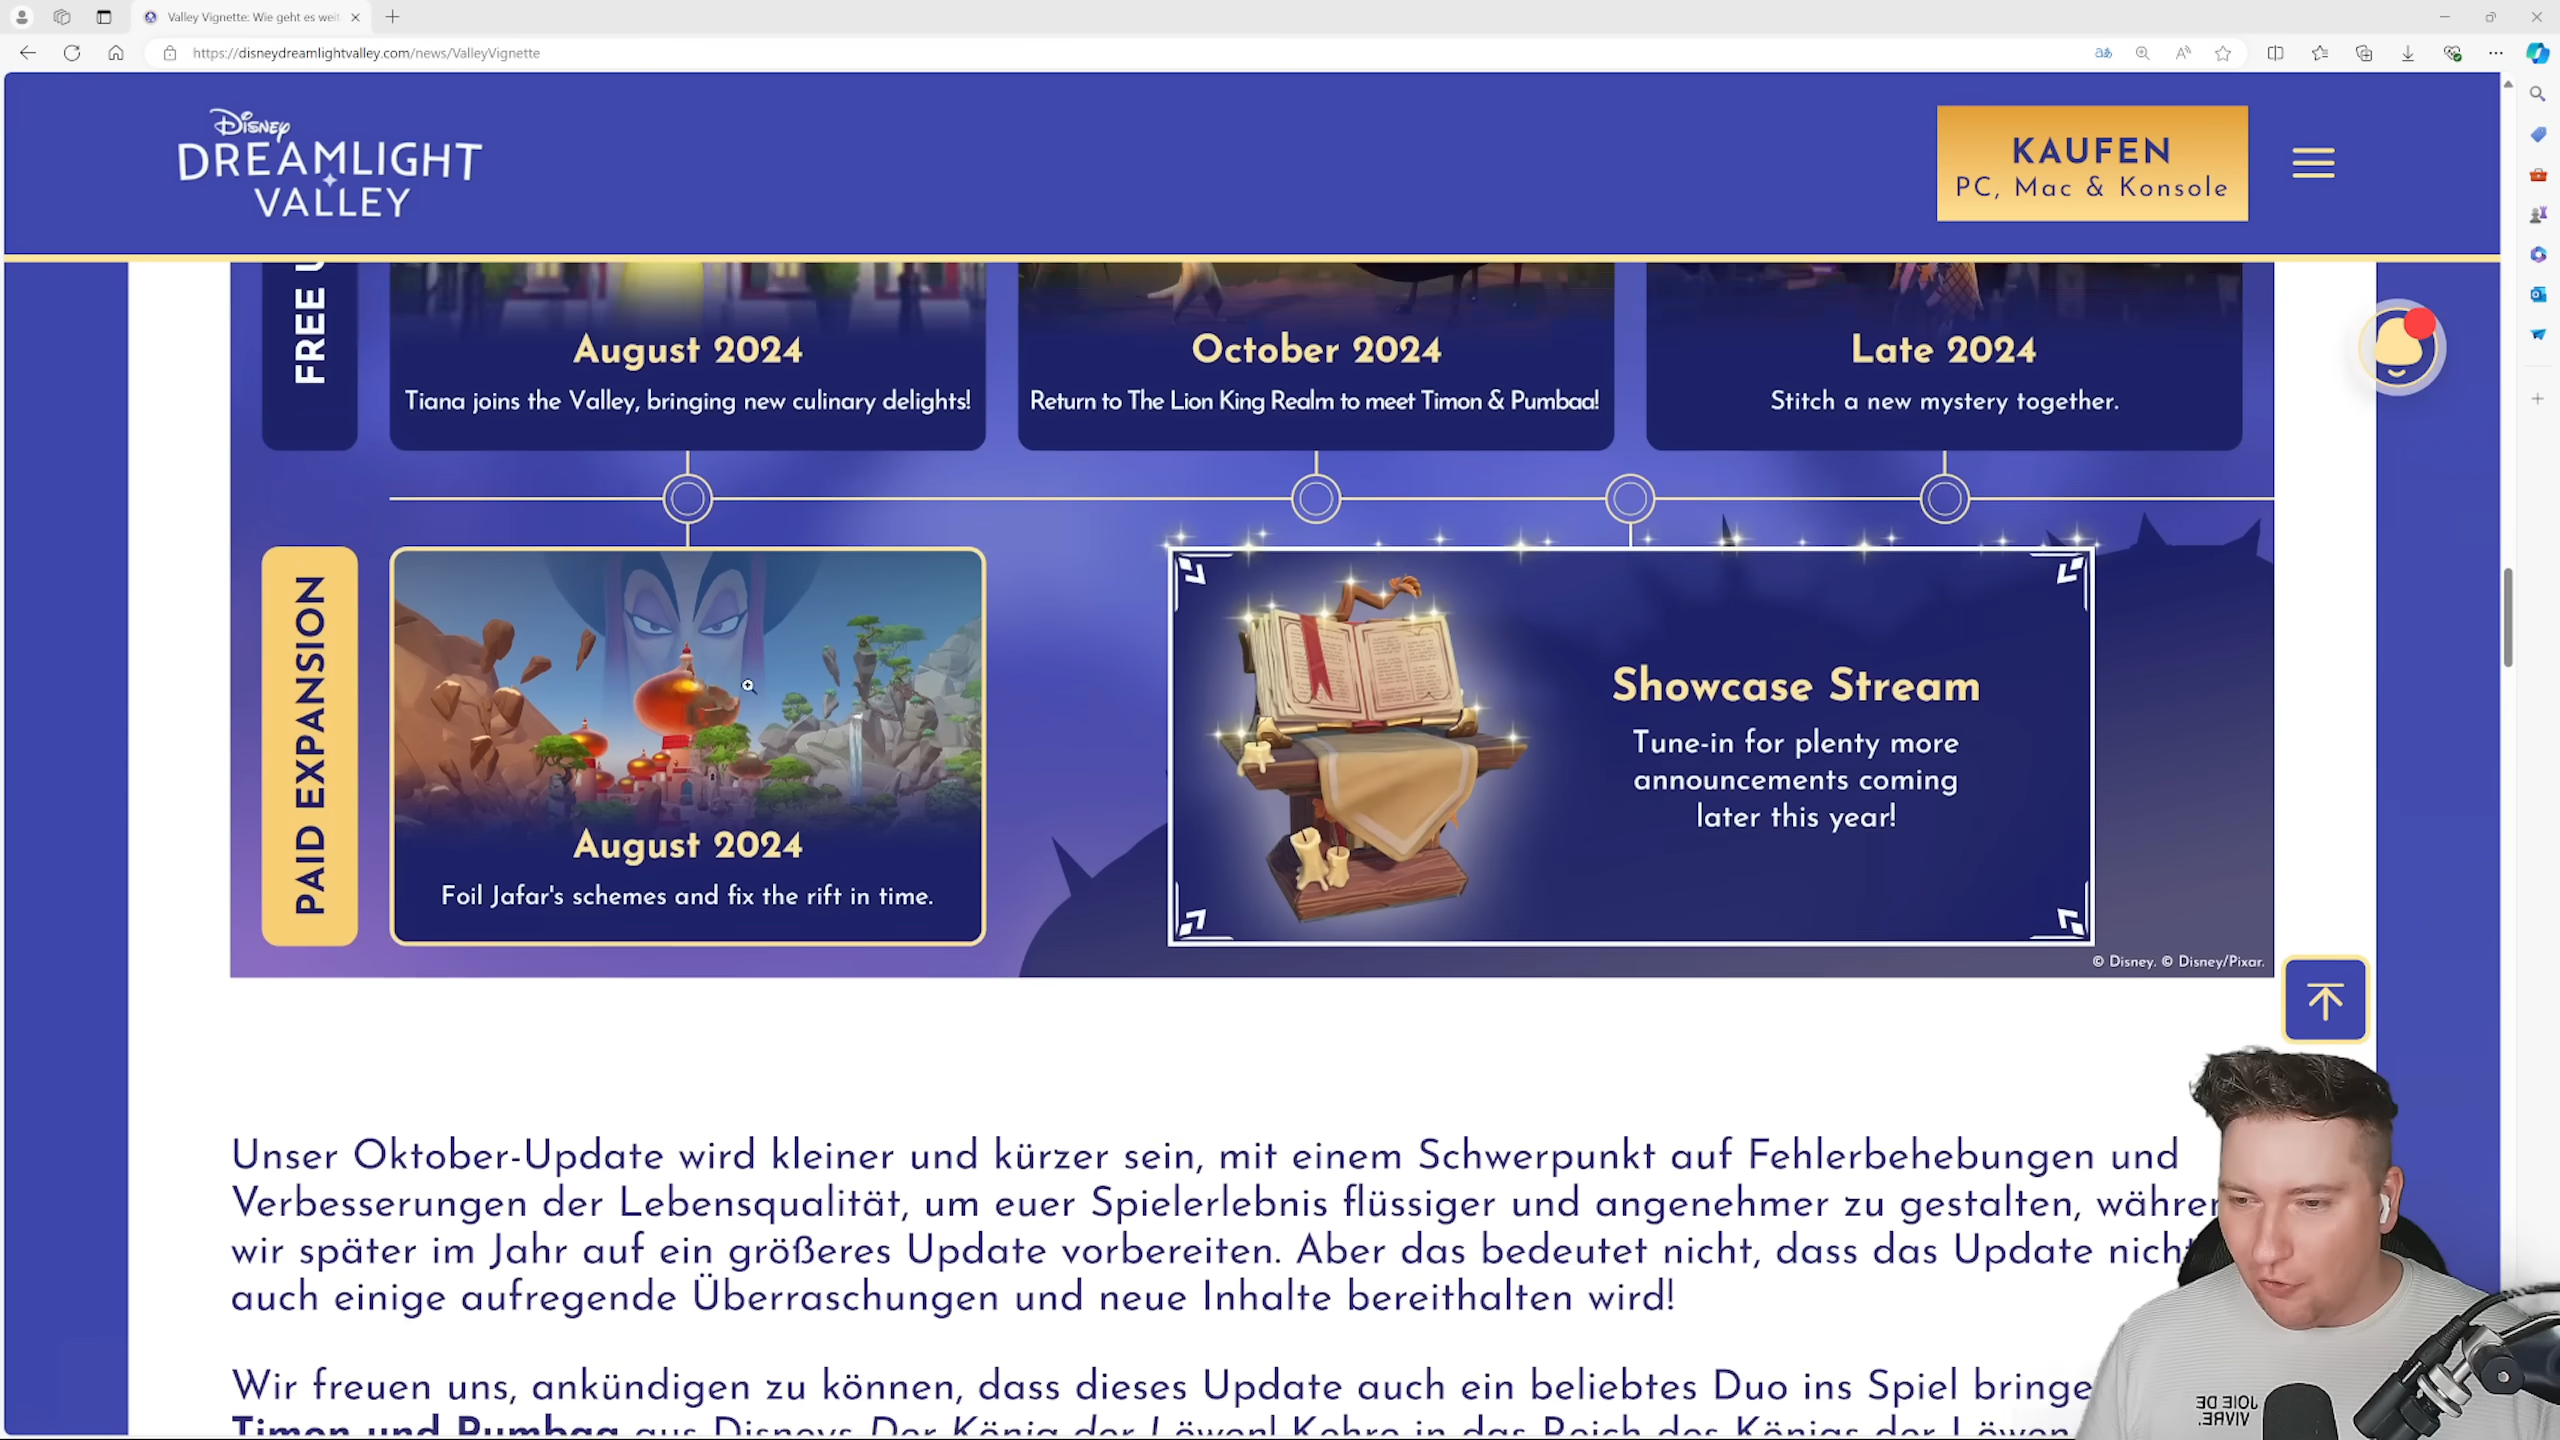 Valley Vignette: Wie geht es weit
https://disneydreamlightvalley.com/news/ValleyVignette
Disney
DREAMLIGHT
VALLEY
KAUFEN
PC, Mac & Konsole
FREE
August 2024
Tiana joins the Valley, bringing new culinary delights!
October 2024
Return to The Lion King Realm to meet Timon & Pumbaa!
Late 2024
Stitch a new mystery together.
PAID EXPANSION
August 2024
Foil Jafar's schemes and fix the rift in time.
Showcase Stream
Tune-in for plenty more
announcements coming
later this year!
© Disney. © Disney/Pixar.
Unser Oktober-Update wird kleiner und kürzer sein, mit einem Schwerpunkt auf Fehlerbehebungen und
Verbesserungen der Lebensqualität, um euer Spielerlebnis flüssiger und angenehmer zu gestalten, währen
wir später im Jahr auf ein größeres Update vorbereiten. Aber das bedeutet nicht, dass das Update nicht
auch einige aufregende Überraschungen und neue Inhalte bereithalten wird!
Wir freuen uns, ankündigen zu können, dass dieses Update auch ein beliebtes Duo ins Spiel bringe
Timon und Pumbaa aus Disneys Der König der Löwen! Kehre in das Reich des Königs der Löwen
JOIE DE
VIVRE.